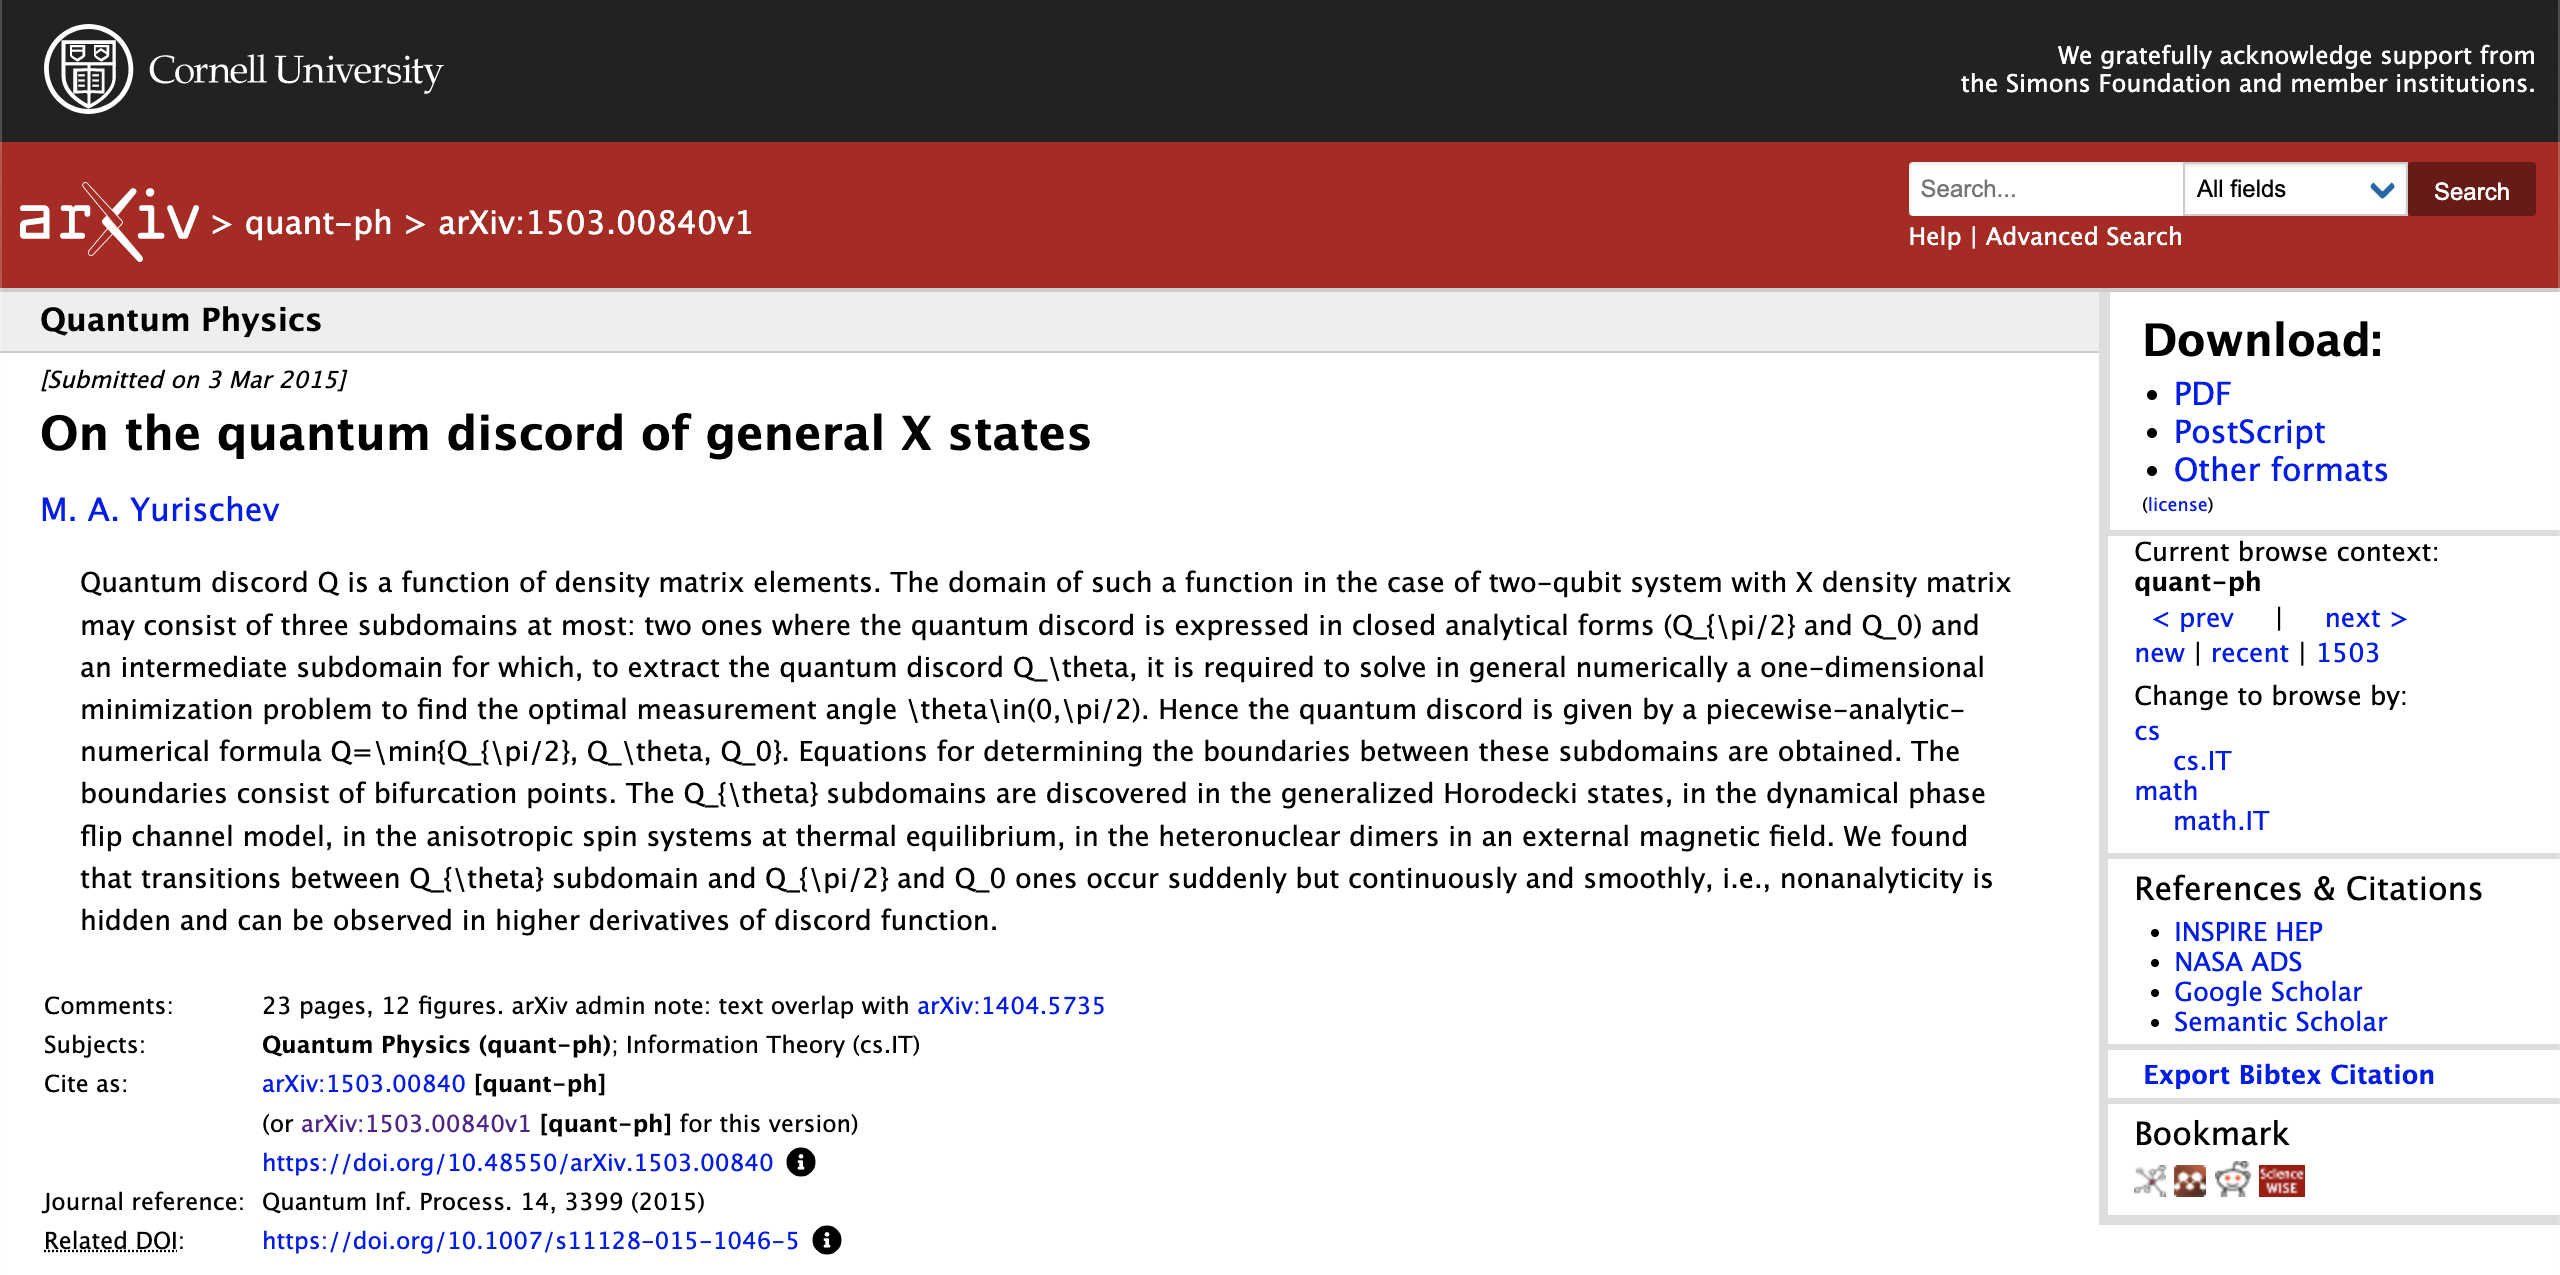 Cornell University
We gratefully acknowledge support from
the Simons Foundation and member institutions.
arXiv > quant-ph > arXiv:1503.00840v1
Search...
All fields
Search
Help | Advanced Search
Quantum Physics
[Submitted on 3 Mar 2015]
On the quantum discord of general X states
M. A. Yurischev
Quantum discord Q is a function of density matrix elements. The domain of such a function in the case of two-qubit system with X density matrix
may consist of three subdomains at most: two ones where the quantum discord is expressed in closed analytical forms (Q_{\pi/2} and Q_0) and
an intermediate subdomain for which, to extract the quantum discord Q_\theta, it is required to solve in general numerically a one-dimensional
minimization problem to find the optimal measurement angle \theta\in(0,\pi/2). Hence the quantum discord is given by a piecewise-analytic-
numerical formula Q=\min{Q_{\pi/2}, Q_\theta, Q_0}. Equations for determining the boundaries between these subdomains are obtained. The
boundaries consist of bifurcation points. The Q_{\theta} subdomains are discovered in the generalized Horodecki states, in the dynamical phase
flip channel model, in the anisotropic spin systems at thermal equilibrium, in the heteronuclear dimers in an external magnetic field. We found
that transitions between Q_{\theta} subdomain and Q_{\pi/2} and Q_0 ones occur suddenly but continuously and smoothly, i.e., nonanalyticity is
hidden and can be observed in higher derivatives of discord function.
Comments: 23 pages, 12 figures. arXiv admin note: text overlap with arXiv:1404.5735
Subjects: Quantum Physics (quant-ph); Information Theory (cs.IT)
Cite as: arXiv:1503.00840 [quant-ph]
(or arXiv:1503.00840v1 [quant-ph] for this version)
https://doi.org/10.48550/arXiv.1503.00840
Journal reference: Quantum Inf. Process. 14, 3399 (2015)
Related DOI: https://doi.org/10.1007/s11128-015-1046-5
Download:
• PDF
• PostScript
• Other formats
(license)
Current browse context:
quant-ph
< prev | next >
new | recent | 1503
Change to browse by:
cs
cs.IT
math
math.IT
References & Citations
• INSPIRE HEP
• NASA ADS
• Google Scholar
• Semantic Scholar
Export Bibtex Citation
Bookmark
Science
WISE